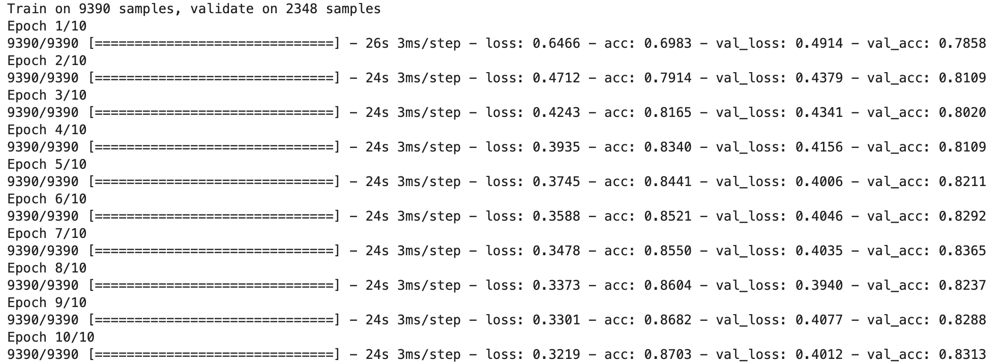 Train on 9390 samples, validate on 2348 samples
Epoch 1/10
9390/9390 [==============================] - 26s 3ms/step - loss: 0.6466 - acc: 0.6983 - val_loss: 0.4914 - val_acc: 0.7858
Epoch 2/10
9390/9390 [==============================] - 24s 3ms/step - loss: 0.4712 - acc: 0.7914 - val_loss: 0.4379 - val_acc: 0.8109
Epoch 3/10
9390/9390 [==============================] - 24s 3ms/step - loss: 0.4243 - acc: 0.8165 - val_loss: 0.4341 - val_acc: 0.8020
Epoch 4/10
9390/9390 [==============================] - 24s 3ms/step - loss: 0.3935 - acc: 0.8340 - val_loss: 0.4156 - val_acc: 0.8109
Epoch 5/10
9390/9390 [==============================] - 24s 3ms/step - loss: 0.3745 - acc: 0.8441 - val_loss: 0.4006 - val_acc: 0.8211
Epoch 6/10
9390/9390 [==============================] - 24s 3ms/step - loss: 0.3588 - acc: 0.8521 - val_loss: 0.4046 - val_acc: 0.8292
Epoch 7/10
9390/9390 [==============================] - 24s 3ms/step - loss: 0.3478 - acc: 0.8550 - val_loss: 0.4035 - val_acc: 0.8365
Epoch 8/10
9390/9390 [==============================] - 24s 3ms/step - loss: 0.3373 - acc: 0.8604 - val_loss: 0.3940 - val_acc: 0.8237
Epoch 9/10
9390/9390 [==============================] - 24s 3ms/step - loss: 0.3301 - acc: 0.8682 - val_loss: 0.4077 - val_acc: 0.8288
Epoch 10/10
9390/9390 [==============================] - 24s 3ms/step - loss: 0.3219 - acc: 0.8703 - val_loss: 0.4012 - val_acc: 0.8313